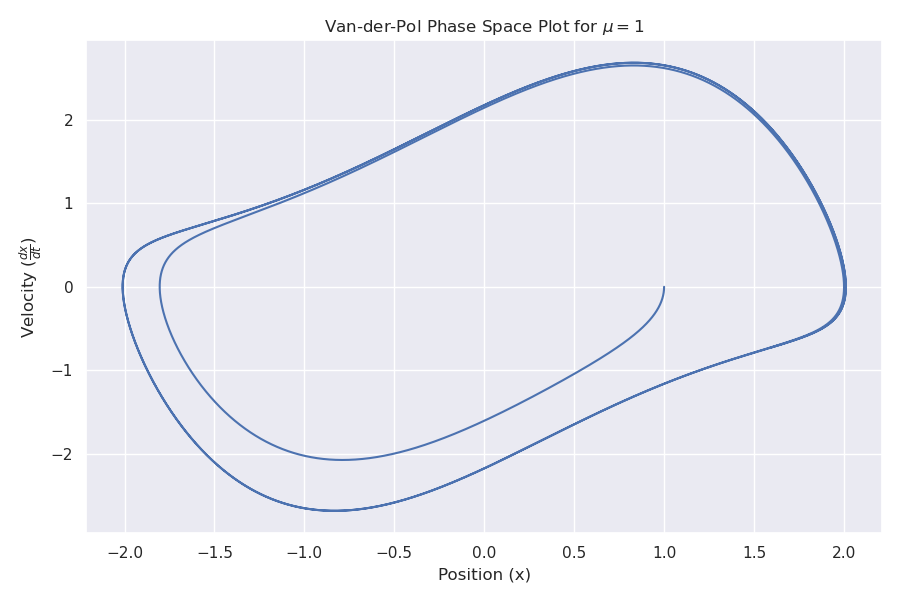 Van-der-Pol Phase Space Plot for μ = 1
Velocity (dx/dt)
2
1
0
−1
−2
−2.0 −1.5 −1.0 −0.5 0.0 0.5 1.0 1.5 2.0
Position (x)